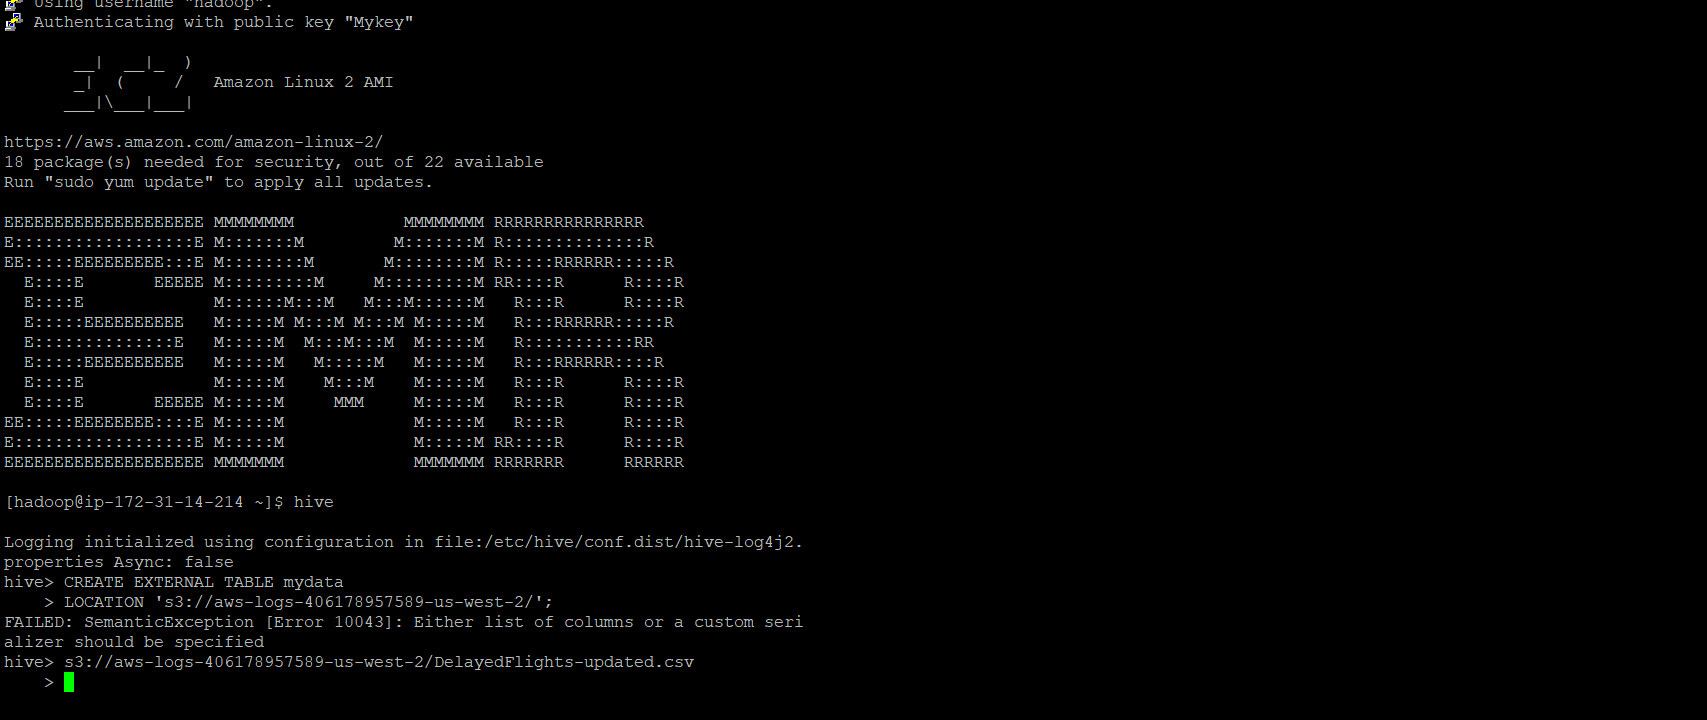 Using username "hadoop".
Authenticating with public key "Mykey"
       __|  __|_  )
       _|  (     /   Amazon Linux 2 AMI
      ___|\___|___|
https://aws.amazon.com/amazon-linux-2/
18 package(s) needed for security, out of 22 available
Run "sudo yum update" to apply all updates.
EEEEEEEEEEEEEEEEEEEE MMMMMMMM           MMMMMMMM RRRRRRRRRRRRRRR
E::::::::::::::::::E M:::::::M         M:::::::M R::::::::::::::R
EE:::::EEEEEEEEE:::E M::::::::M       M::::::::M R:::::RRRRRR:::::R
  E::::E       EEEEE M:::::::::M     M:::::::::M RR::::R      R::::R
  E::::E             M::::::M:::M   M:::M::::::M   R:::R      R::::R
  E:::::EEEEEEEEEE   M:::::M M:::M M:::M M:::::M   R:::RRRRRR:::::R
  E::::::::::::::E   M:::::M  M:::M:::M  M:::::M   R:::::::::::RR
  E:::::EEEEEEEEEE   M:::::M   M:::::M   M:::::M   R:::RRRRRR::::R
  E::::E             M:::::M    M:::M    M:::::M   R:::R      R::::R
  E::::E       EEEEE M:::::M     MMM     M:::::M   R:::R      R::::R
EE:::::EEEEEEEE::::E M:::::M             M:::::M   R:::R      R::::R
E::::::::::::::::::E M:::::M             M:::::M RR::::R      R::::R
EEEEEEEEEEEEEEEEEEEE MMMMMMM             MMMMMMM RRRRRRR      RRRRRR
[hadoop@ip-172-31-14-214 ~]$ hive
Logging initialized using configuration in file:/etc/hive/conf.dist/hive-log4j2.
properties Async: false
hive> CREATE EXTERNAL TABLE mydata
    > LOCATION 's3://aws-logs-406178957589-us-west-2/';
FAILED: SemanticException [Error 10043]: Either list of columns or a custom seri
alizer should be specified
hive> s3://aws-logs-406178957589-us-west-2/DelayedFlights-updated.csv
    >